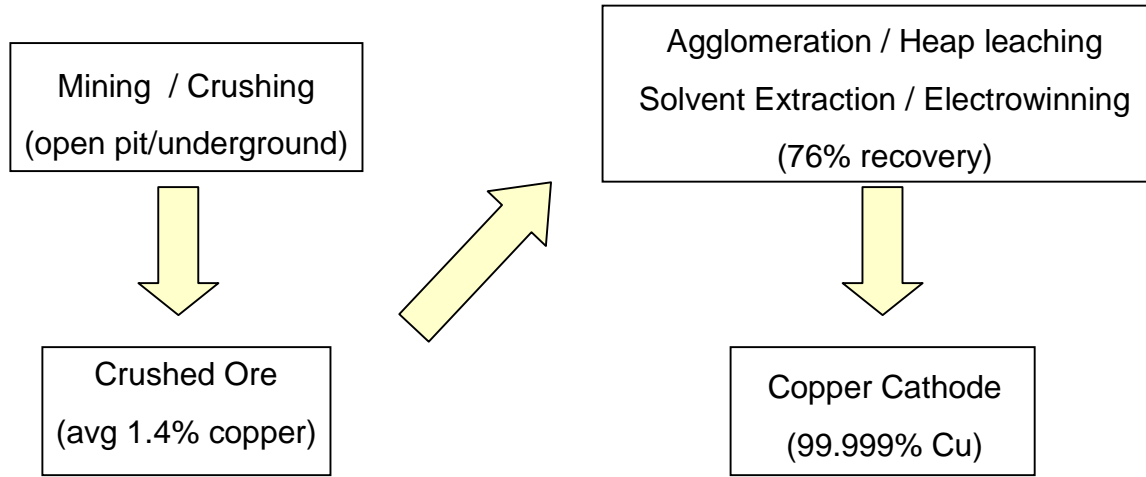 Mining / Crushing
(open pit/underground)
Crushed Ore
(avg 1.4% copper)
Agglomeration / Heap leaching
Solvent Extraction / Electrowinning
(76% recovery)
Copper Cathode
(99.999% Cu)